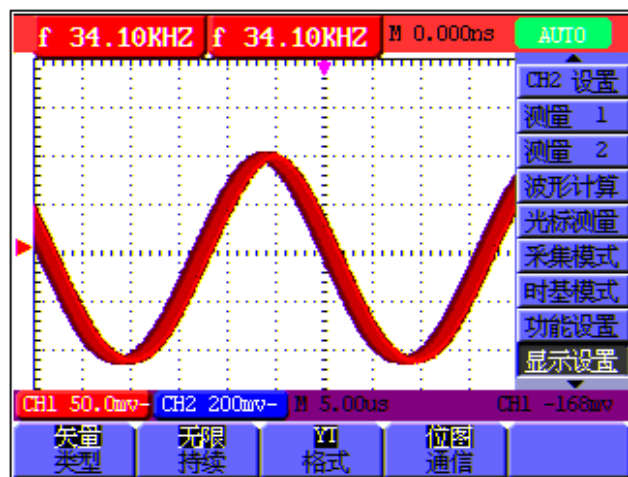 f 34.10KHZ f 34.10KHZ M 0.000ns AUTO
CH2 设置
测量 1
测量 2
波形计算
光标测量
采集模式
时基模式
功能设置
显示设置
CH1 50.0mv- CH2 200mv- M 5.00us CH1 -168mv
矢量 无限 YT 位图
类型 持续 格式 通信